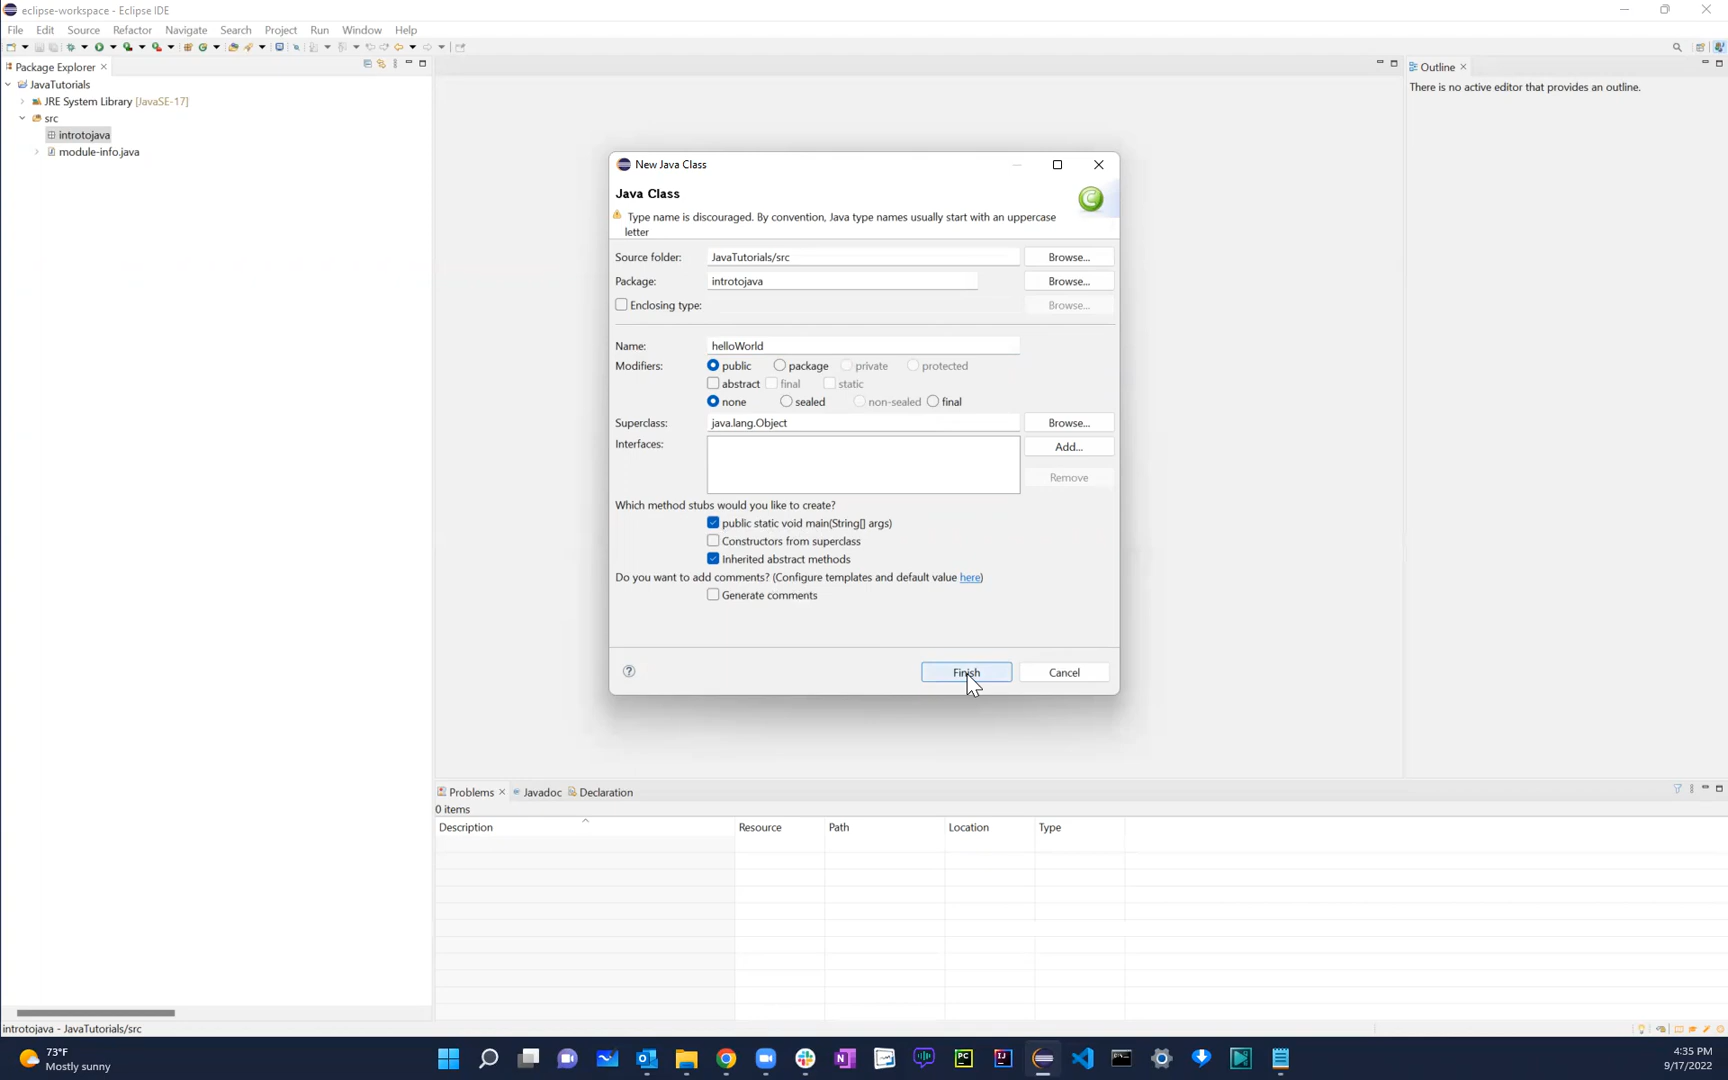 eclipse-workspace - Eclipse IDE
File Edit Source Refactor Navigate Search Project Run Window Help
Package Explorer
Outline
JavaTutorials
There is no active editor that provides an outline.
JRE System Library [JavaSE-17]
src
introtojava
module-info.java
New Java Class
Java Class
Type name is discouraged. By convention, Java type names usually start with an uppercase
letter
Source folder: JavaTutorials/src Browse...
Package: introtojava Browse...
Enclosing type: Browse...
Name: helloWorld
Modifiers: public package private protected
abstract final static
none sealed non-sealed final
Superclass: java.lang.Object Browse...
Interfaces: Add...
Remove
Which method stubs would you like to create?
public static void main(String[] args)
Constructors from superclass
Inherited abstract methods
Do you want to add comments? (Configure templates and default value here)
Generate comments
? Finish Cancel
Problems Javadoc Declaration
0 items
Description Resource Path Location Type
introtojava - JavaTutorials/src
73°F
Mostly sunny
4:35 PM
9/17/2022